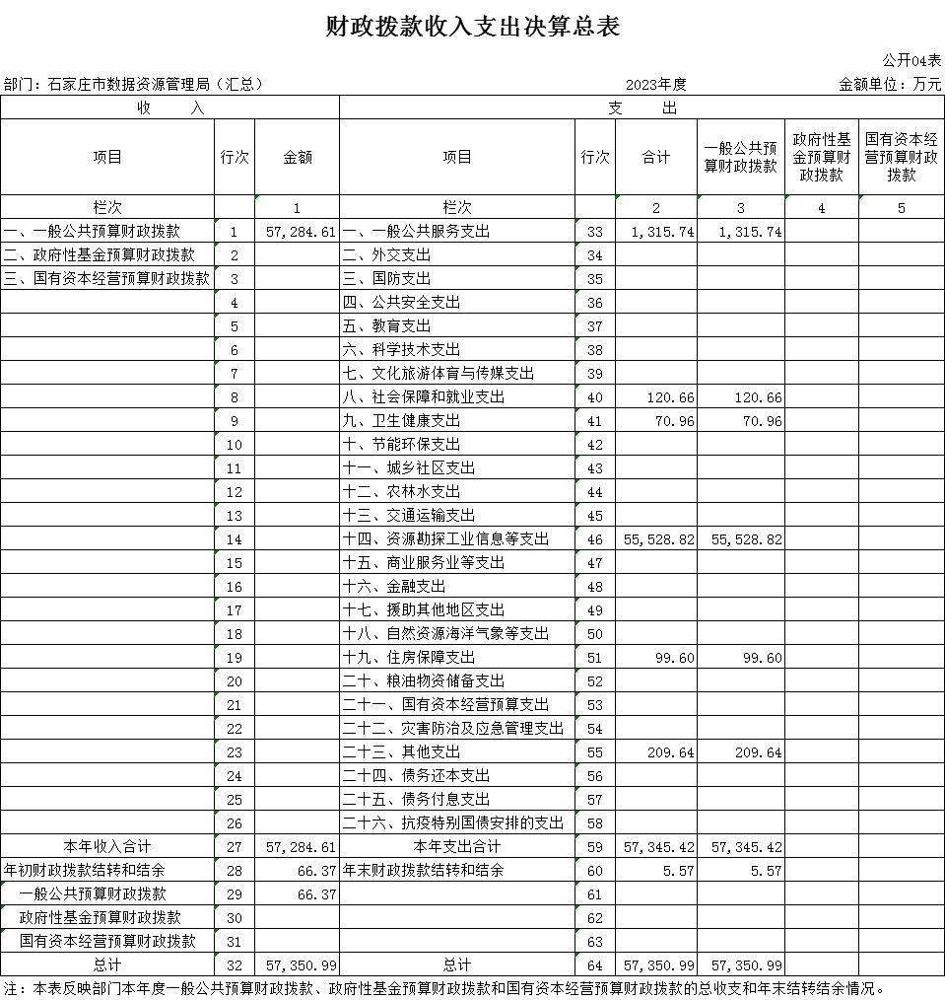 财政拨款收入支出决算总表
公开04表
部门：石家庄市数据资源管理局（汇总） 2023年度 金额单位：万元
收 入 支 出
项目 行次 金额 项目 行次 合计 一般公共预算财政拨款 政府性基金预算财政拨款 国有资本经营预算财政拨款
栏次 1 栏次 2 3 4 5
一、一般公共预算财政拨款 1 57,284.61 一、一般公共服务支出 33 1,315.74 1,315.74
二、政府性基金预算财政拨款 2 二、外交支出 34
三、国有资本经营预算财政拨款 3 三、国防支出 35
4 四、公共安全支出 36
5 五、教育支出 37
6 六、科学技术支出 38
7 七、文化旅游体育与传媒支出 39
8 八、社会保障和就业支出 40 120.66 120.66
9 九、卫生健康支出 41 70.96 70.96
10 十、节能环保支出 42
11 十一、城乡社区支出 43
12 十二、农林水支出 44
13 十三、交通运输支出 45
14 十四、资源勘探工业信息等支出 46 55,528.82 55,528.82
15 十五、商业服务业等支出 47
16 十六、金融支出 48
17 十七、援助其他地区支出 49
18 十八、自然资源海洋气象等支出 50
19 十九、住房保障支出 51 99.60 99.60
20 二十、粮油物资储备支出 52
21 二十一、国有资本经营预算支出 53
22 二十二、灾害防治及应急管理支出 54
23 二十三、其他支出 55 209.64 209.64
24 二十四、债务还本支出 56
25 二十五、债务付息支出 57
26 二十六、抗疫特别国债安排的支出 58
本年收入合计 27 57,284.61 本年支出合计 59 57,345.42 57,345.42
年初财政拨款结转和结余 28 66.37 年末财政拨款结转和结余 60 5.57 5.57
一般公共预算财政拨款 29 66.37 61
政府性基金预算财政拨款 30 62
国有资本经营预算财政拨款 31 63
总计 32 57,350.99 总计 64 57,350.99 57,350.99
注：本表反映部门本年度一般公共预算财政拨款、政府性基金预算财政拨款和国有资本经营预算财政拨款的总收支和年末结转结余情况。